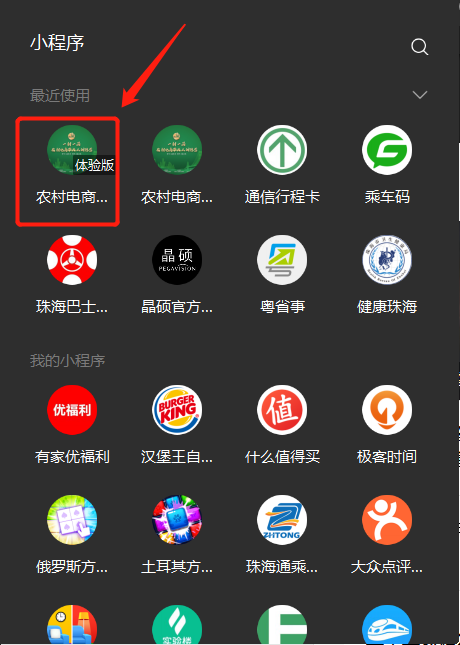 小程序
最近使用
体验版
农村电商...
农村电商...
通信行程卡
乘车码
晶硕
PEGAVISION
珠海巴士...
晶硕官方...
粤省事
健康珠海
我的小程序
优福利
BURGER
KING
值
有家优福利
汉堡王自...
什么值得买
极客时间
ZHTONG
俄罗斯方...
土耳其方...
珠海通乘...
大众点评...
实验楼